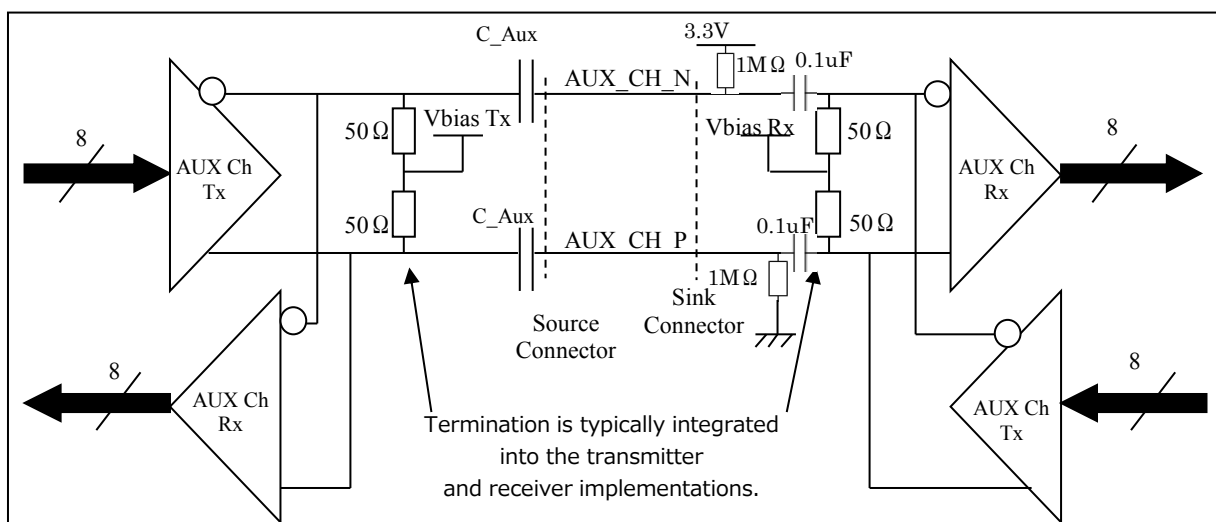 C_Aux
3.3V
1MΩ
0.1uF
AUX_CH_N
8
AUX Ch
Tx
50Ω
Vbias Tx
Vbias Rx
50Ω
AUX Ch
Rx
8
50Ω
C_Aux
AUX_CH_P
0.1uF
50Ω
1MΩ
Source
Connector
Sink
Connector
8
AUX Ch
Rx
AUX Ch
Tx
8
Termination is typically integrated
into the transmitter
and receiver implementations.